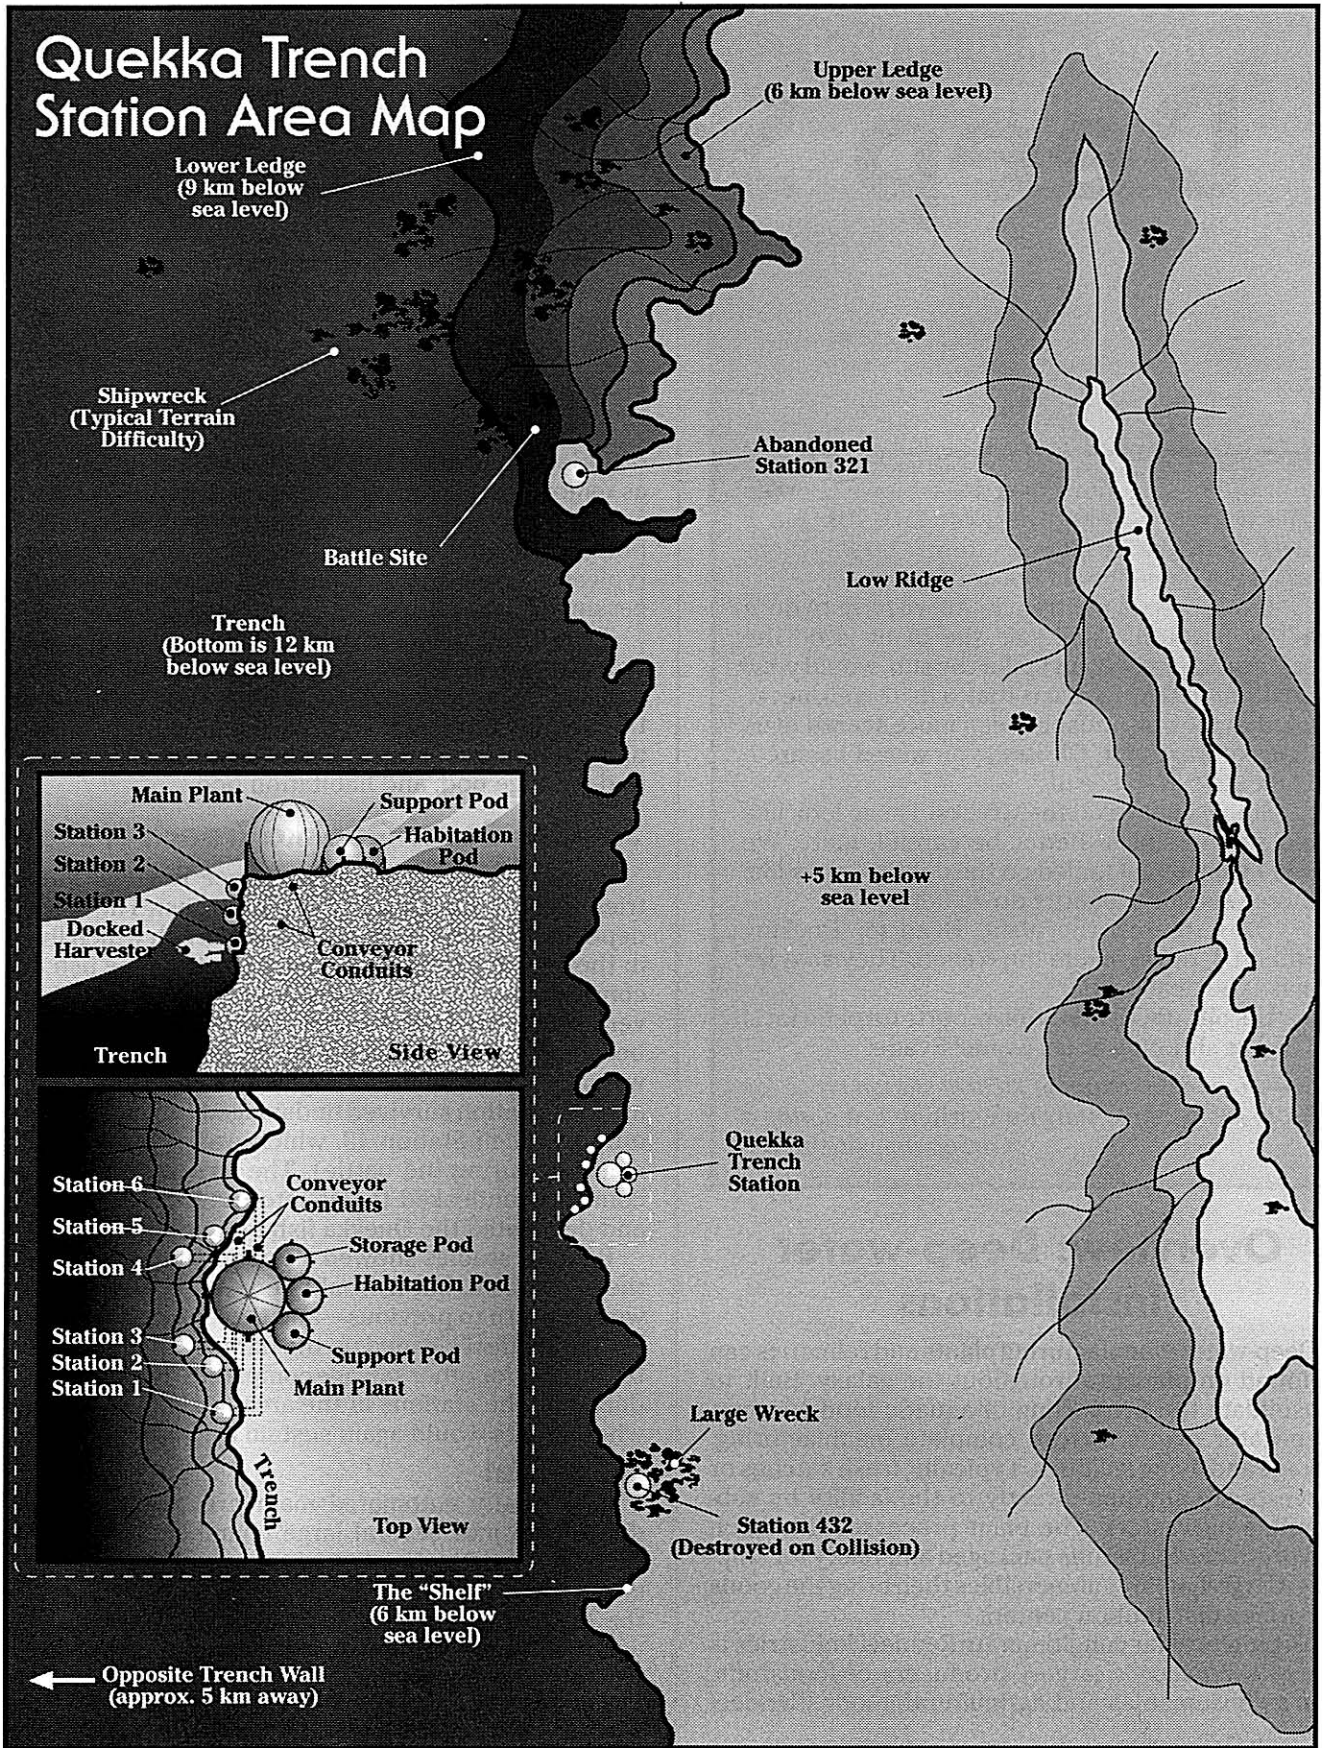 Quekka Trench
Station Area Map
Upper Ledge
(6 km below sea level)
Lower Ledge
(9 km below
sea level)
Shipwreck
(Typical Terrain
Difficulty)
Abandoned
Station 321
Battle Site
Low Ridge
Trench
(Bottom is 12 km
below sea level)
+5 km below
sea level
Main Plant
Support Pod
Station 3
Habitation
Pod
Station 2
Station 1
Docked
Harvester
Conveyor
Conduits
Trench
Side View
Quekka
Trench
Station
Station 6
Conveyor
Conduits
Station 5
Storage Pod
Station 4
Habitation Pod
Station 3
Support Pod
Station 2
Station 1
Main Plant
Trench
Top View
Large Wreck
Station 432
(Destroyed on Collision)
The “Shelf”
(6 km below
sea level)
Opposite Trench Wall
(approx. 5 km away)